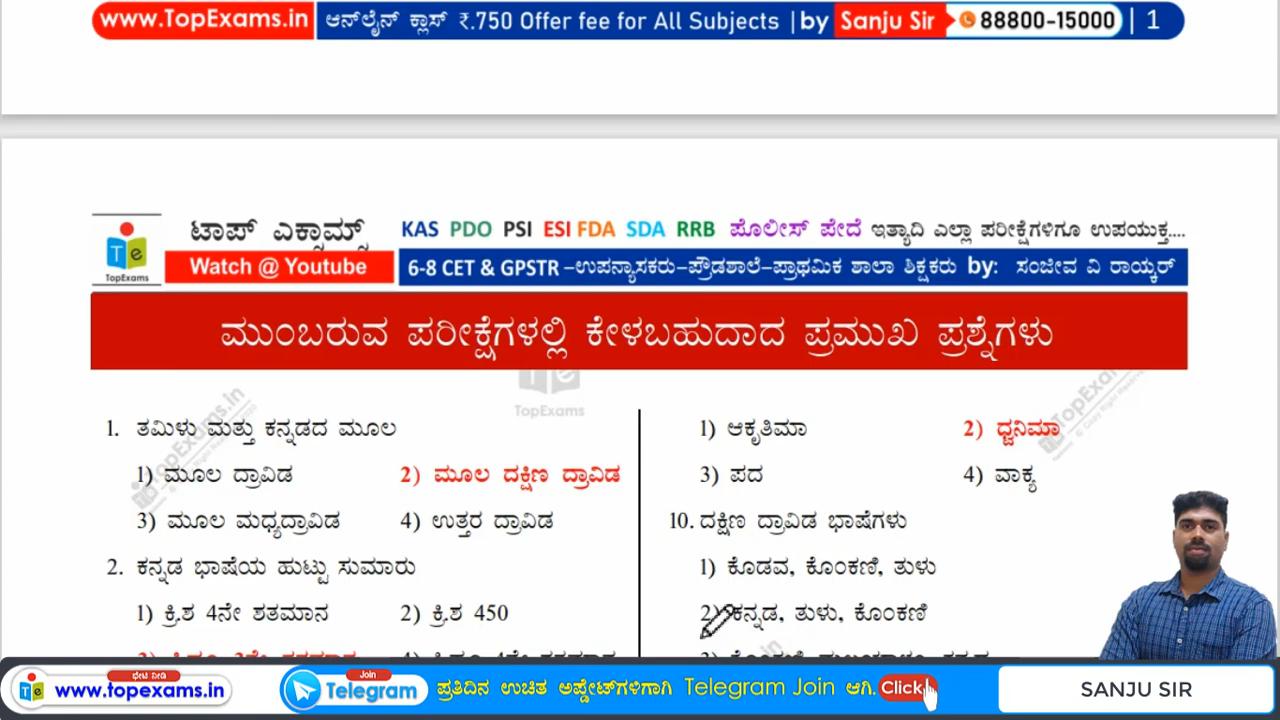 www.TopExams.in ಆನ್‌ಲೈನ್ ಕ್ಲಾಸ್ ₹.750 Offer fee for All Subjects | by Sanju Sir 88800-15000 | 1
ಟಾಪ್ ಎಕ್ಸಾಮ್ಸ್ KAS PDO PSI ESI FDA SDA RRB ಪೊಲೀಸ್ ಪೇದೆ ಇತ್ಯಾದಿ ಎಲ್ಲಾ ಪರೀಕ್ಷೆಗಳಿಗೂ ಉಪಯುಕ್ತ....
Te
TopExams
Watch @ Youtube 6-8 CET & GPSTR –ಉಪನ್ಯಾಸಕರು–ಪ್ರೌಢಶಾಲೆ–ಪ್ರಾಥಮಿಕ ಶಾಲಾ ಶಿಕ್ಷಕರು by: ಸಂಜೀವ ವಿ ರಾಯ್ಕರ್
ಮುಂಬರುವ ಪರೀಕ್ಷೆಗಳಲ್ಲಿ ಕೇಳಬಹುದಾದ ಪ್ರಮುಖ ಪ್ರಶ್ನೆಗಳು
TopExams
TopExams.in
1. ತಮಿಳು ಮತ್ತು ಕನ್ನಡದ ಮೂಲ
1) ಮೂಲ ದ್ರಾವಿಡ 2) ಮೂಲ ದಕ್ಷಿಣ ದ್ರಾವಿಡ
3) ಮೂಲ ಮಧ್ಯದ್ರಾವಿಡ 4) ಉತ್ತರ ದ್ರಾವಿಡ
2. ಕನ್ನಡ ಭಾಷೆಯ ಹುಟ್ಟು ಸುಮಾರು
1) ಕ್ರಿ.ಶ 4ನೇ ಶತಮಾನ 2) ಕ್ರಿ.ಶ 450
1) ಆಕೃತಿಮಾ 2) ಧ್ವನಿಮಾ
3) ಪದ 4) ವಾಕ್ಯ
10. ದಕ್ಷಿಣ ದ್ರಾವಿಡ ಭಾಷೆಗಳು
1) ಕೊಡವ, ಕೊಂಕಣಿ, ತುಳು
2) ಕನ್ನಡ, ತುಳು, ಕೊಂಕಣಿ
ಭೇಟಿ ನೀಡಿ
Te www.topexams.in
Join
Telegram
ಪ್ರತಿದಿನ ಉಚಿತ ಅಪ್ಡೇಟ್‌ಗಳಿಗಾಗಿ Telegram Join ಆಗಿ. Click
SANJU SIR